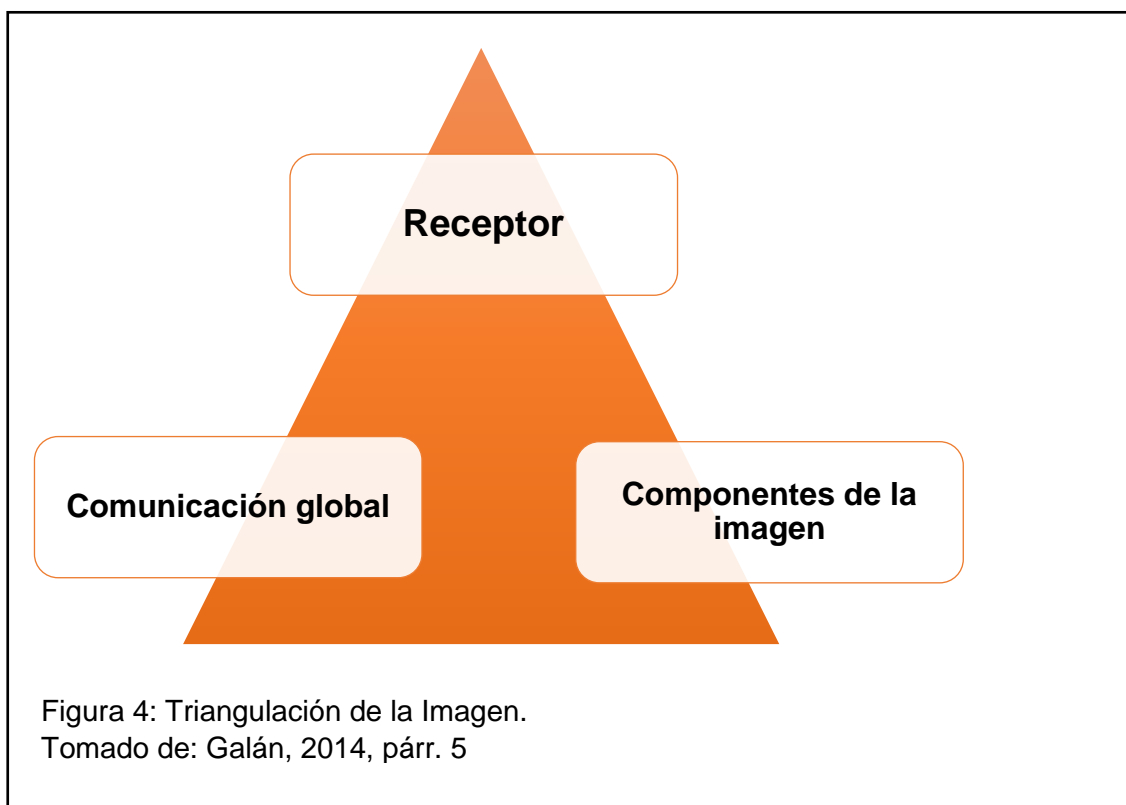 Receptor
Comunicación global
Componentes de la
imagen
Figura 4: Triangulación de la Imagen.
Tomado de: Galán, 2014, párr. 5